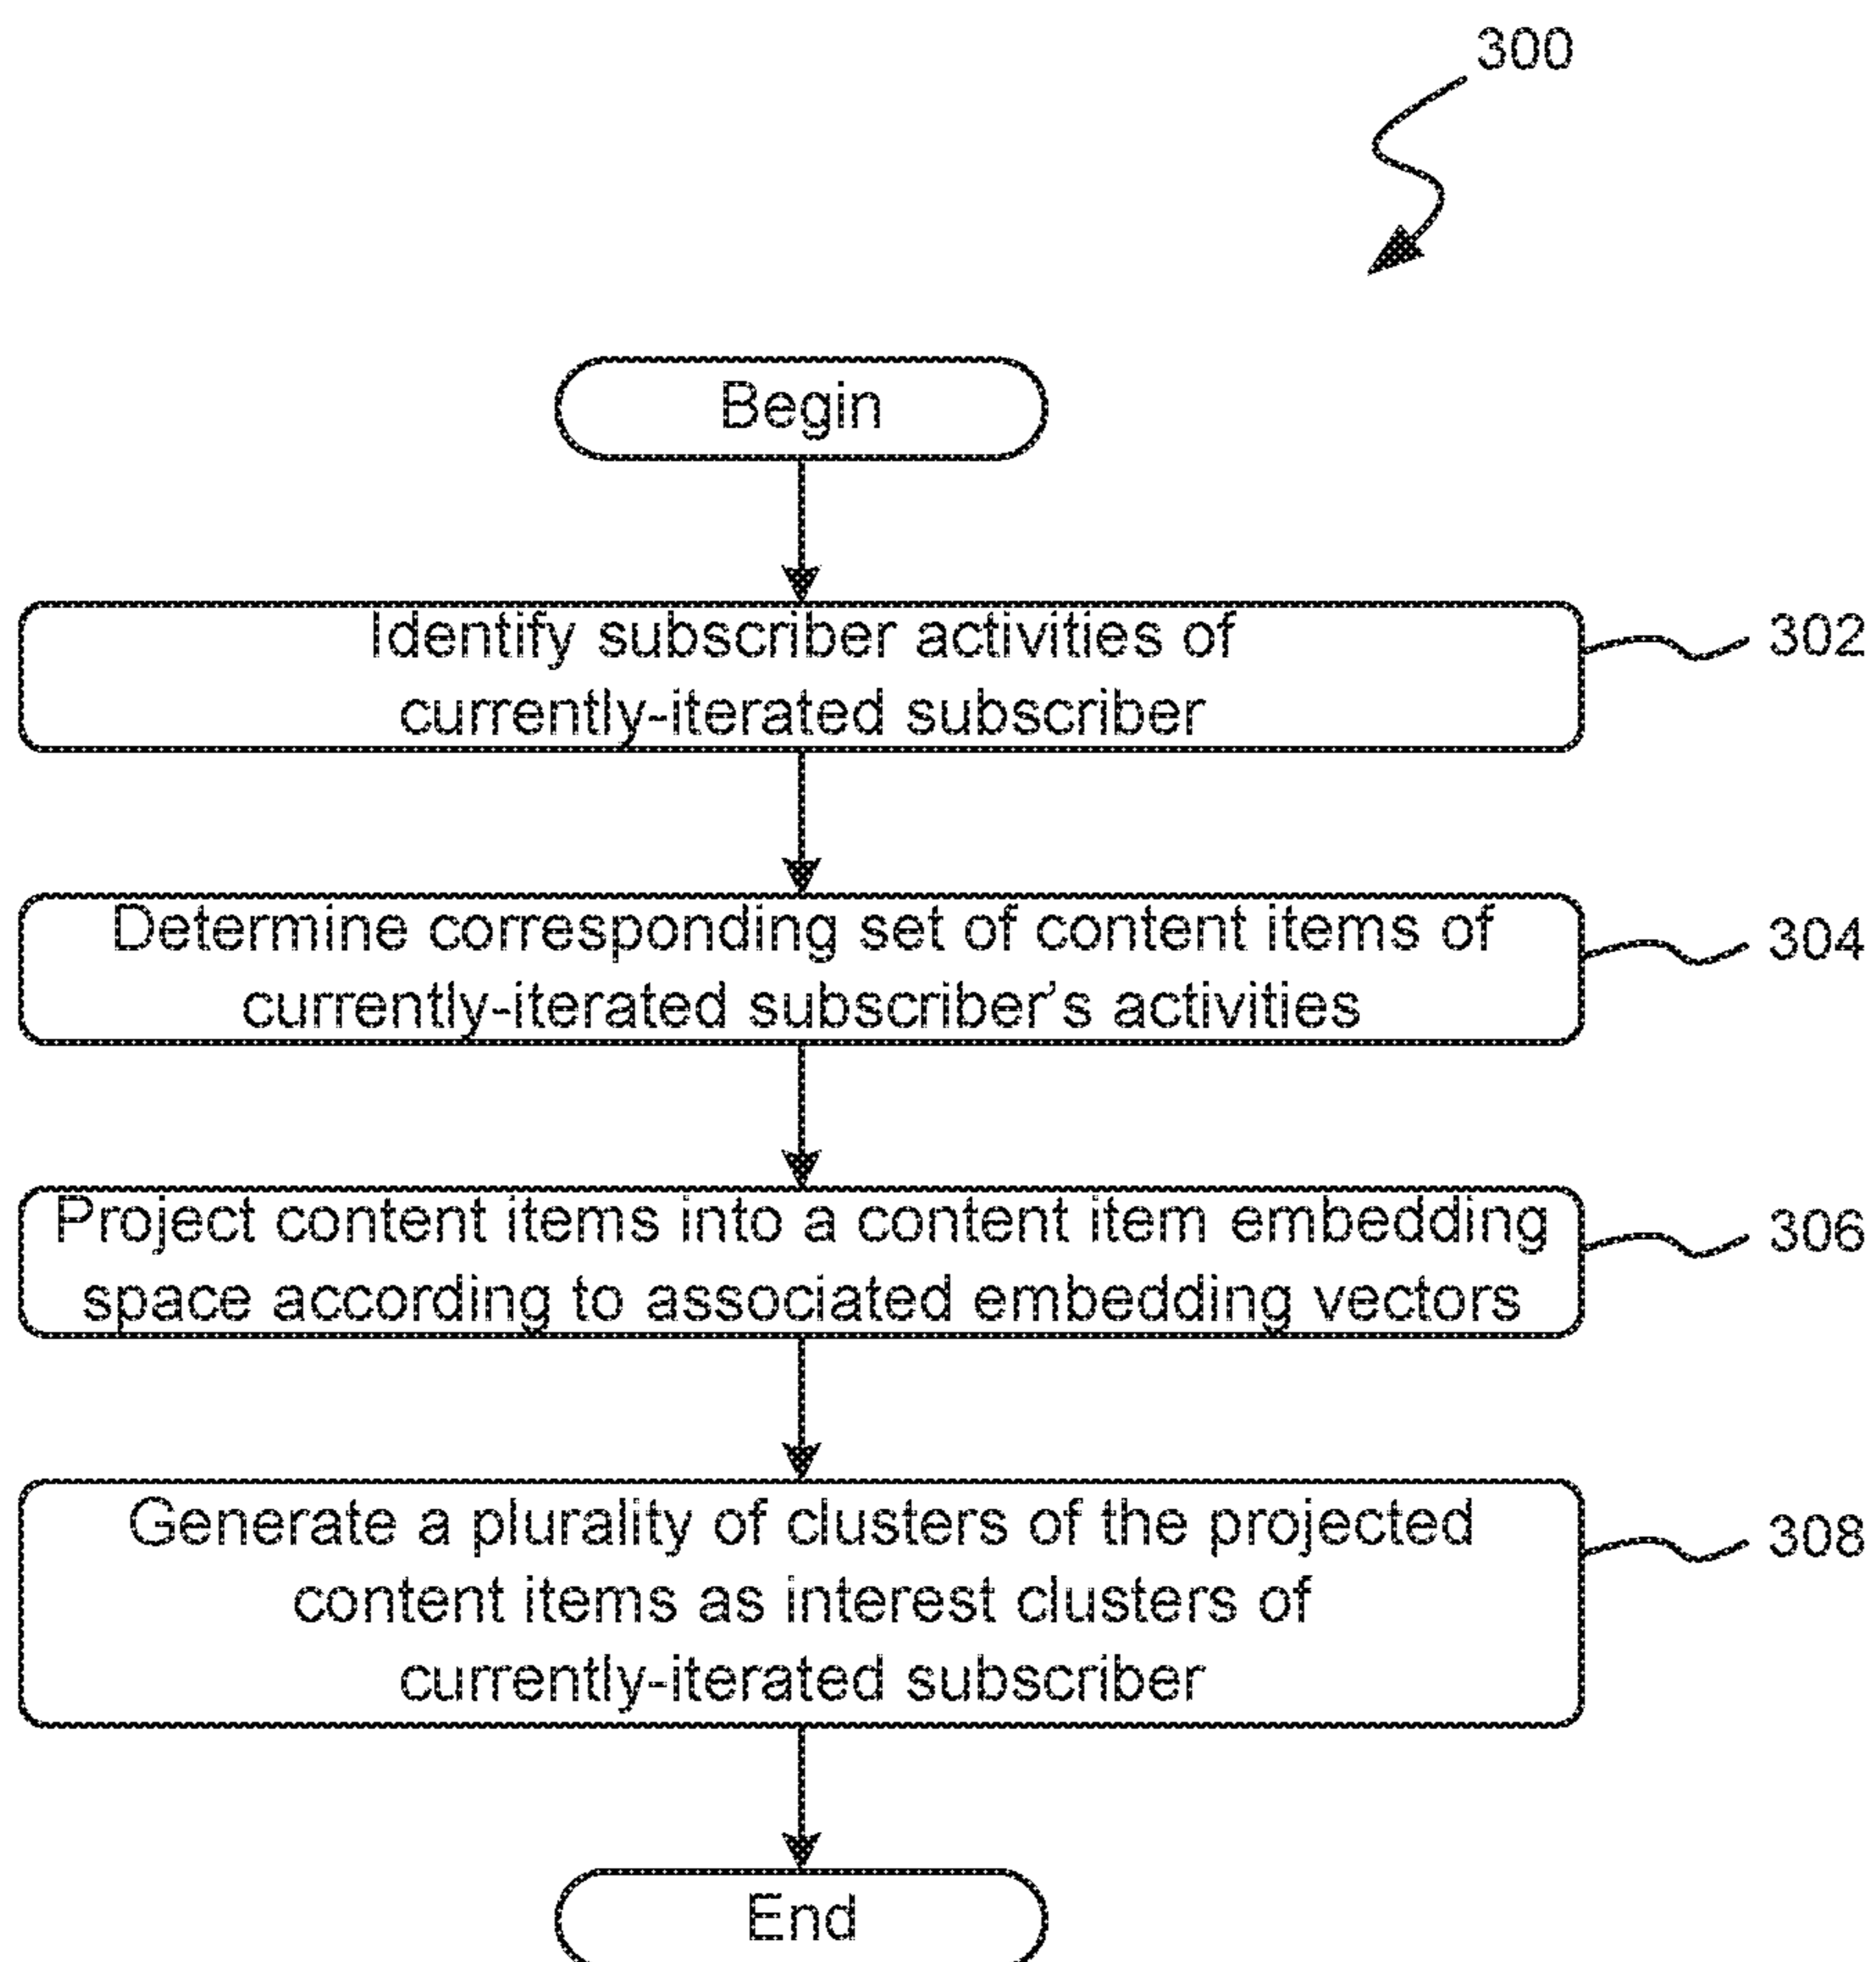 300
Begin
Identify subscriber activities of
currently-iterated subscriber
302
Determine corresponding set of content items of
currently-iterated subscriber's activities
304
Project content items into a content item embedding
space according to associated embedding vectors
306
Generate a plurality of clusters of the projected
content items as interest clusters of
currently-iterated subscriber
308
End